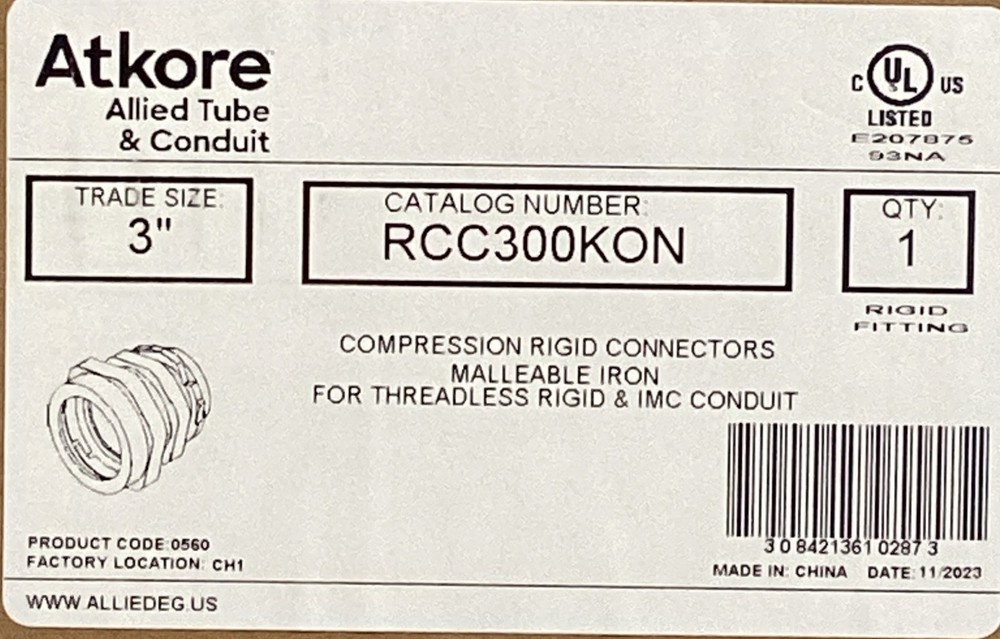 Atkore
Allied Tube
& Conduit
C UL US
LISTED
E207875
93NA
TRADE SIZE:
3"
CATALOG NUMBER:
RCC300KON
QTY:
1
RIGID
FITTING
COMPRESSION RIGID CONNECTORS
MALLEABLE IRON
FOR THREADLESS RIGID & IMC CONDUIT
3 0 8421361 0287 3
PRODUCT CODE:0560
FACTORY LOCATION: CH1
MADE IN: CHINA DATE: 11/2023
WWW.ALLIEDEG.US